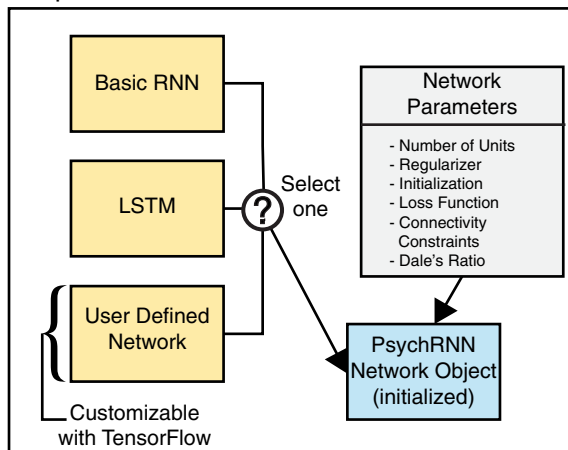 Basic RNN
LSTM
User Defined
Network
Customizable
with TensorFlow
Select
one
?
Network
Parameters
- Number of Units
- Regularizer
- Initialization
- Loss Function
- Connectivity
Constraints
- Dale's Ratio
PsychRNN
Network Object
(initialized)